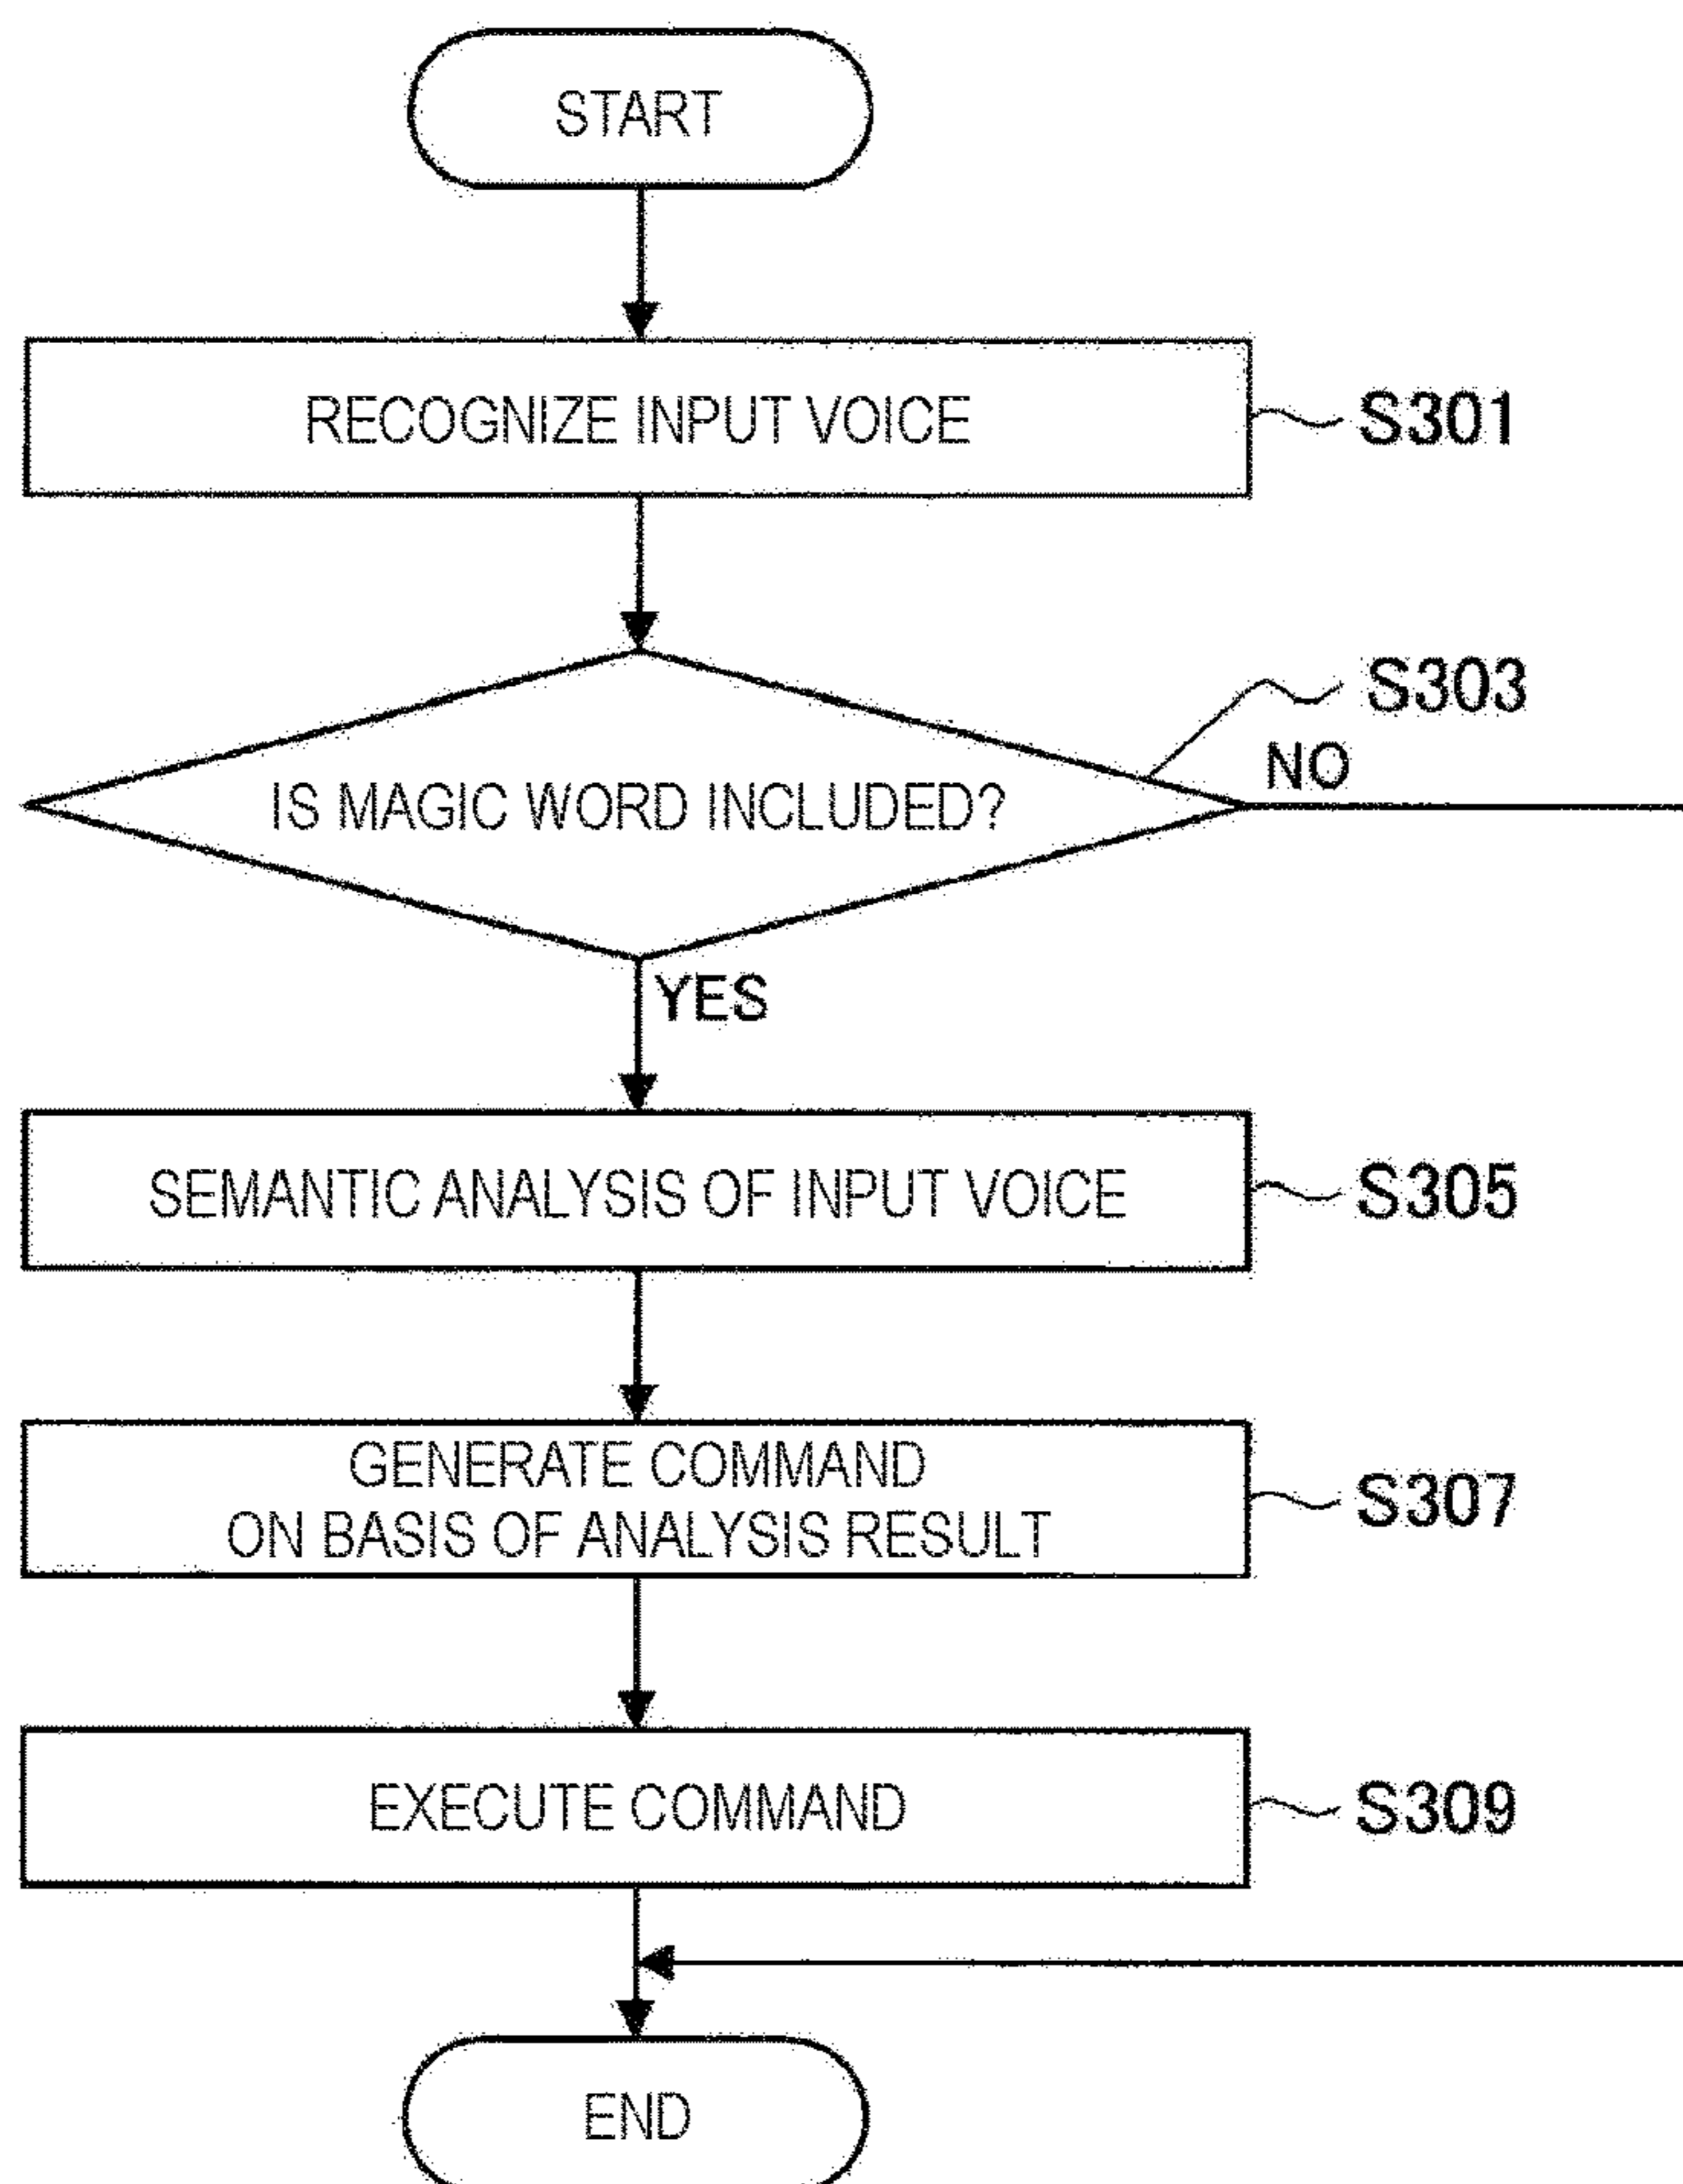 START
RECOGNIZE INPUT VOICE
S301
S303
NO
IS MAGIC WORD INCLUDED?
YES
SEMANTIC ANALYSIS OF INPUT VOICE
S305
GENERATE COMMAND
ON BASIS OF ANALYSIS RESULT
S307
EXECUTE COMMAND
S309
END